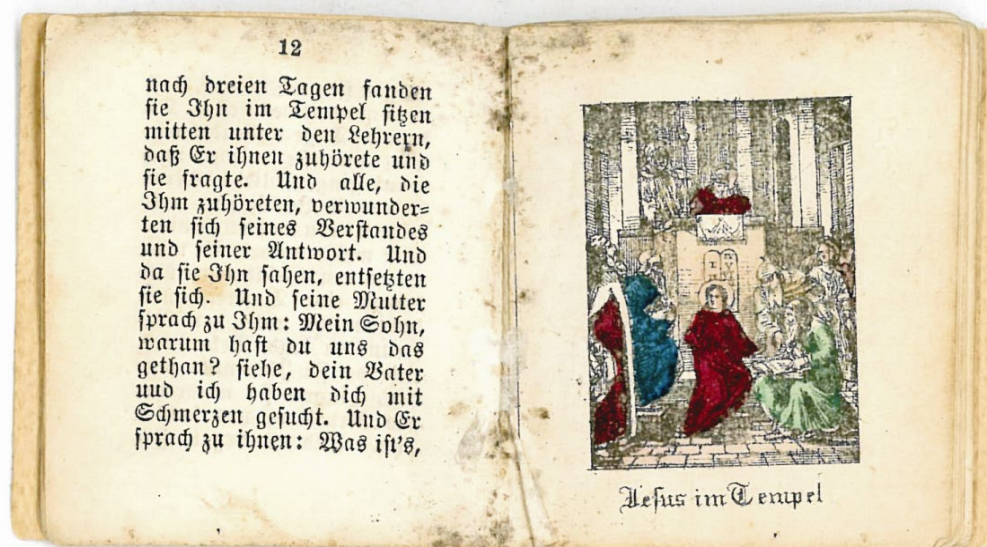 12
nach dreien Tagen fanden
sie Ihn im Tempel sitzen
mitten unter den Lehrern,
daß Er ihnen zuhörete und
sie fragte. Und alle, die
Ihm zuhöreten, verwunder=
ten sich seines Verstandes
und seiner Antwort. Und
da sie Ihn sahen, entsetzten
sie sich. Und seine Mutter
sprach zu Ihm: Mein Sohn,
warum hast du uns das
gethan? siehe, dein Vater
uud ich haben dich mit
Schmerzen gesucht. Und Er
sprach zu ihnen: Was ist's,
Jesus im Tempel